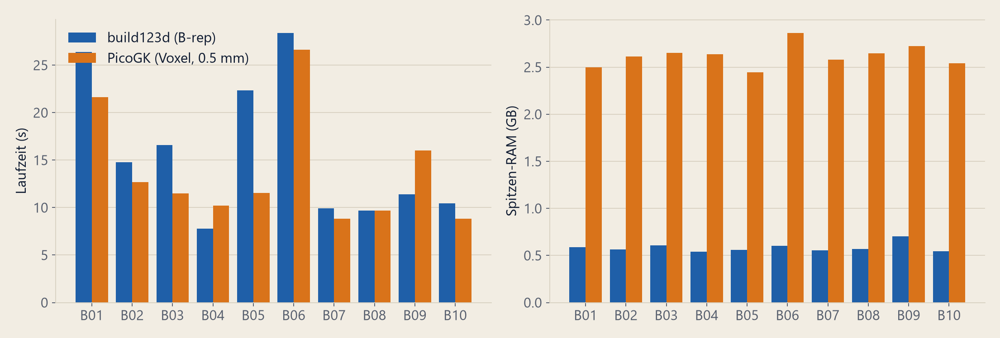 build123d (B-rep)
PicoGK (Voxel, 0.5 mm)
Laufzeit (s)
25
20
15
10
5
0
B01 B02 B03 B04 B05 B06 B07 B08 B09 B10
Spitzen-RAM (GB)
3.0
2.5
2.0
1.5
1.0
0.5
0.0
B01 B02 B03 B04 B05 B06 B07 B08 B09 B10